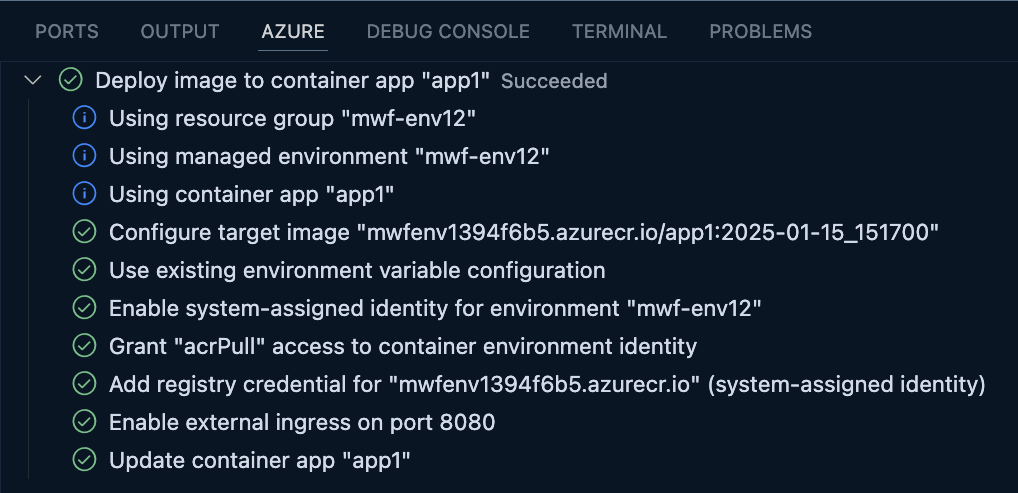 PORTS OUTPUT AZURE DEBUG CONSOLE TERMINAL PROBLEMS
Deploy image to container app "app1" Succeeded
Using resource group "mwf-env12"
Using managed environment "mwf-env12"
Using container app "app1"
Configure target image "mwfenv1394f6b5.azurecr.io/app1:2025-01-15_151700"
Use existing environment variable configuration
Enable system-assigned identity for environment "mwf-env12"
Grant "acrPull" access to container environment identity
Add registry credential for "mwfenv1394f6b5.azurecr.io" (system-assigned identity)
Enable external ingress on port 8080
Update container app "app1"